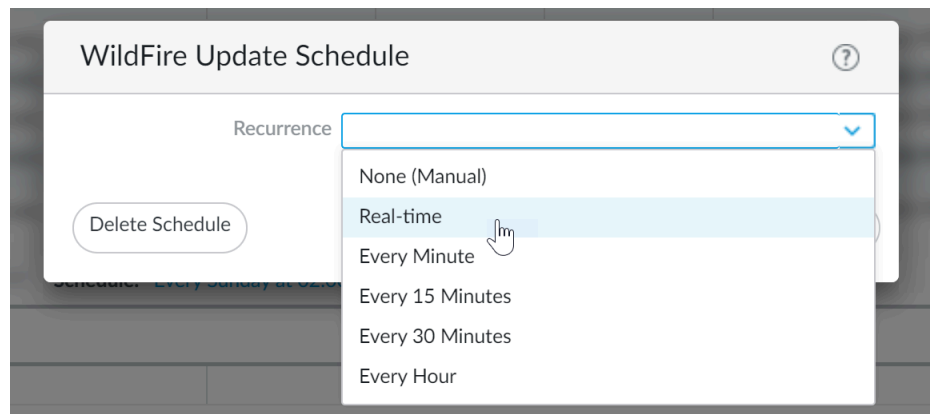 WildFire Update Schedule
?
Recurrence
None (Manual)
Real-time
Delete Schedule
Every Minute
Every 15 Minutes
Every 30 Minutes
Every Hour